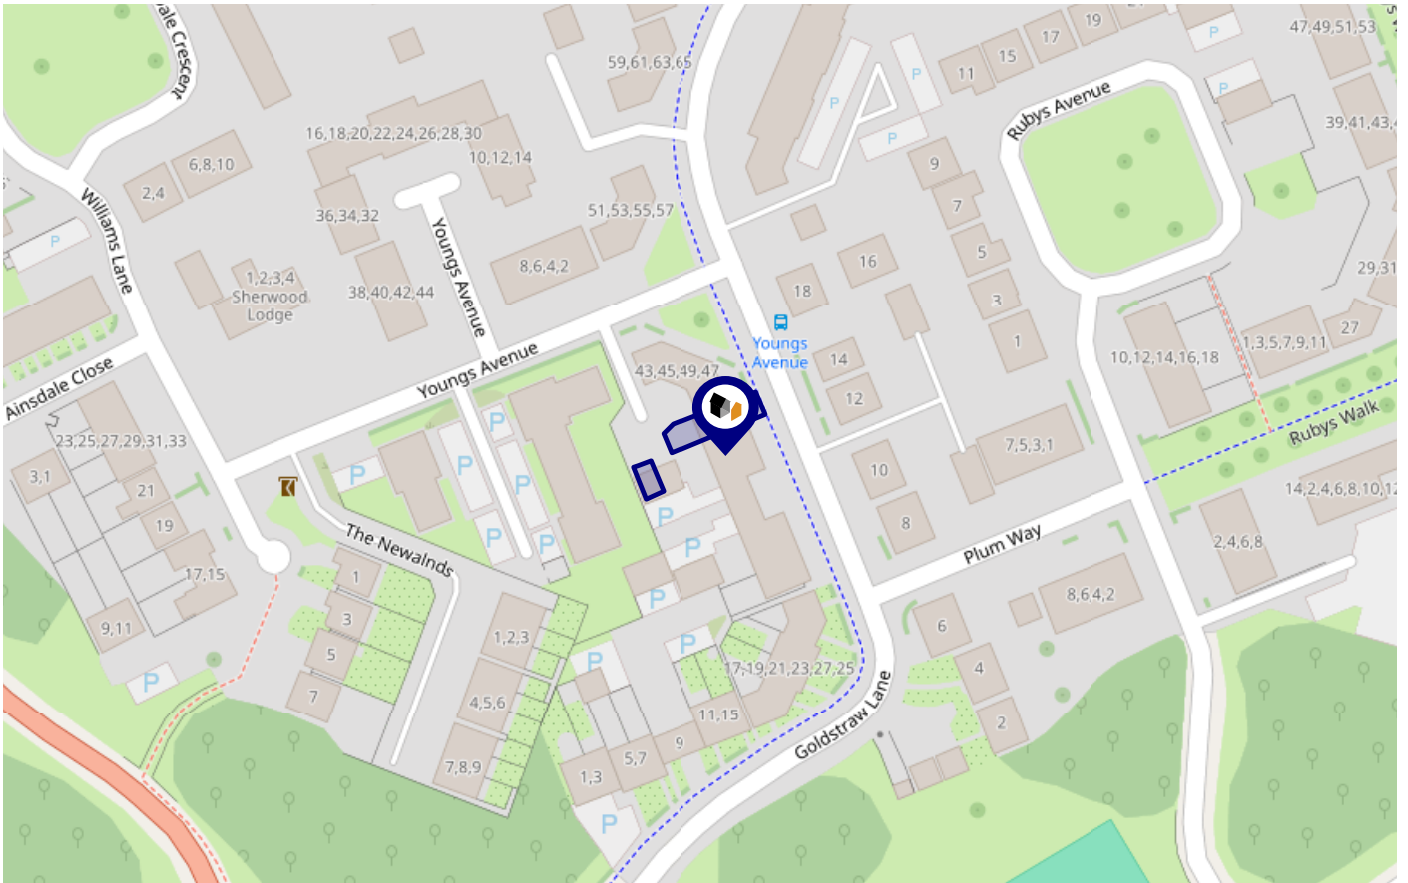 ale Crescent
59,61,63,65
11
15
17
19
47,49,51,53
P
P
P
P
P
Rubys Avenue
39,41,43,4
16,18,20,22,24,26,28,30
10,12,14
6,8,10
2,4
9
7
36,34,32
51,53,55,57
Williams Lane
P
Youngs Avenue
5
16
8,6,4,2
1,2,3,4
Sherwood
Lodge
38,40,42,44
18
3
29,31
27
1
1,3,5,7,9,11
10,12,14,16,18
Youngs
Avenue
14
43,45,49,47
Youngs Avenue
Ainsdale Close
12
Rubys Walk
P
23,25,27,29,31,33
7,5,3,1
3,1
P
P
P
10
21
14,2,4,6,8,10,12
P
19
8
The Newalnds
P
P
P
Plum Way
2,4,6,8
17,15
1
P
8,6 4,2
3
9,11
6
1,2,3
P
5
P
17,19,21,23,27,25
4
P
7
4,5,6
11,15
2
Goldstraw Lane
9
5,7
7,8,9
1,3
P